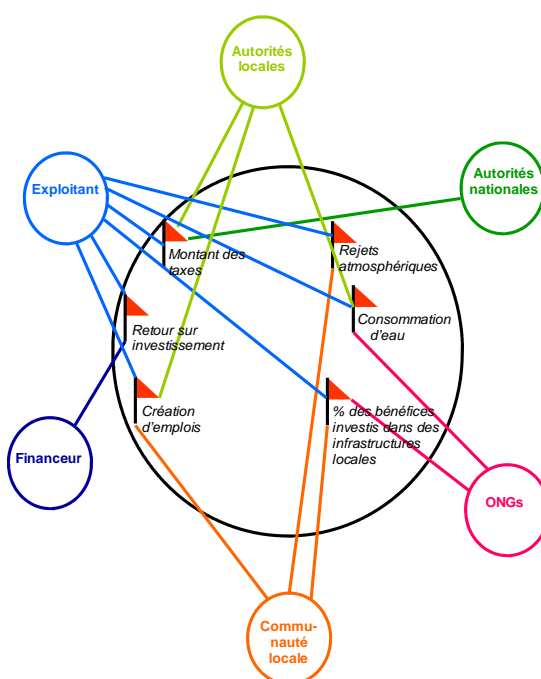 Autorités
locales
Exploitant
Autorités
nationales
Montant des
taxes
Rejets
atmosphériques
Consommation
d'eau
Retour sur
investissement
Création
d'emplois
% des bénéfices
investis dans des
infrastructures
locales
Financeur
ONGs
Commu-
nauté
locale